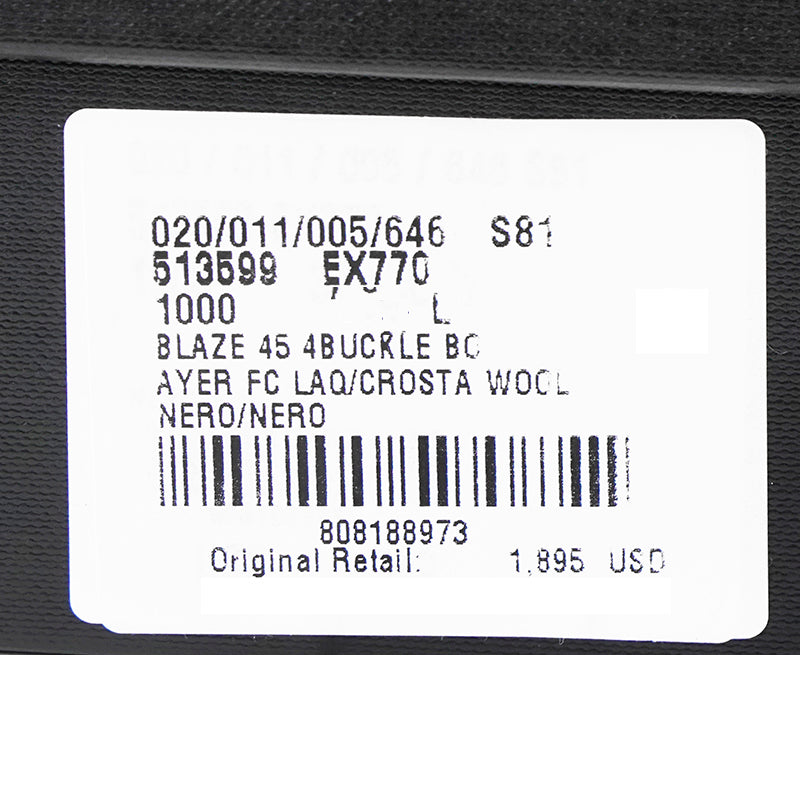 020/011/005/646 S81
513599 EX770
1000 L
BLAZE 45 4BUCKLE BO
AYER FC LAQ/CROSTA WOOL
NERO/NERO
808188973
Original Retail: 1,895 USD